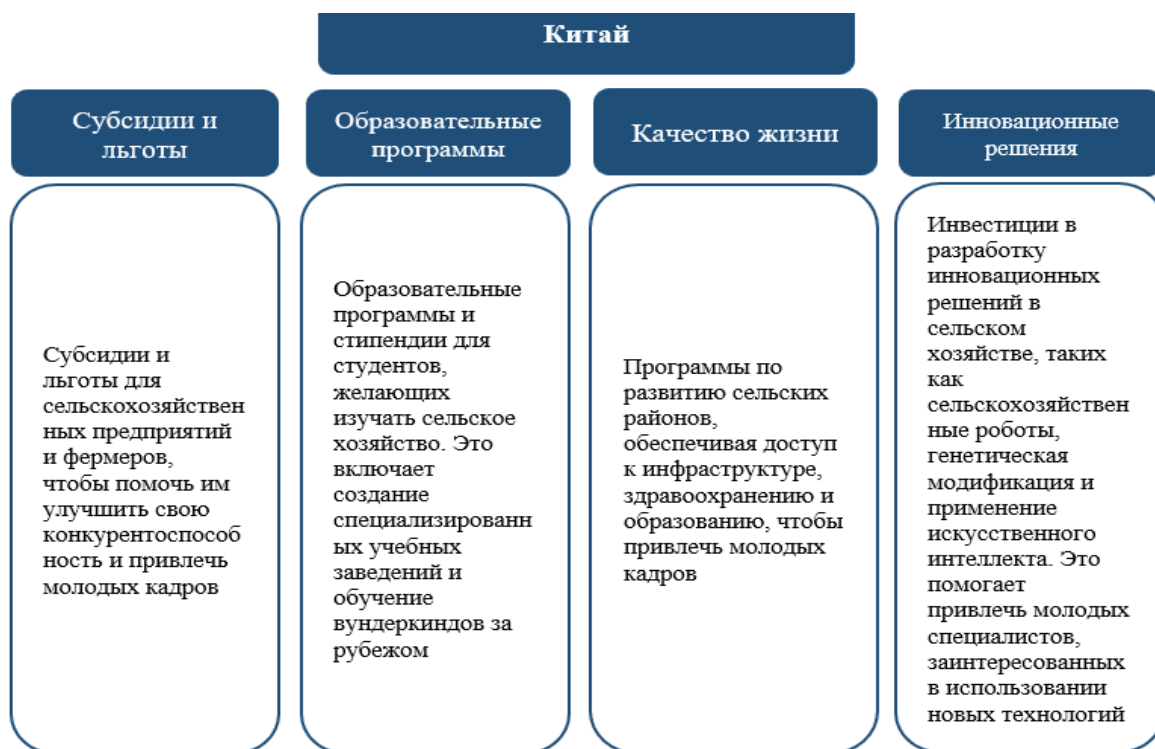 Китай
Субсидии и
льготы
Образовательные
программы
Качество жизни
Инновационные
решения
Субсидии и
льготы для
сельскохозяйствен
ных предприятий
и фермеров,
чтобы помочь им
улучшить свою
конкурентоспособ
ность и привлечь
молодых кадров
Образовательные
программы и
стипендии для
студентов,
желающих
изучать сельское
хозяйство. Это
включает
создание
специализированн
ых учебных
заведений и
обучение
вундеркиндов за
рубежом
Программы по
развитию сельских
районов,
обеспечивая доступ
к инфраструктуре,
здравоохранению и
образованию, чтобы
привлечь молодых
кадров
Инвестиции в
разработку
инновационных
решений в
сельском
хозяйстве, таких
как
сельскохозяйствен
ные роботы,
генетическая
модификация и
применение
искусственного
интеллекта. Это
помогает
привлечь молодых
специалистов,
заинтересованных
в использовании
новых технологий